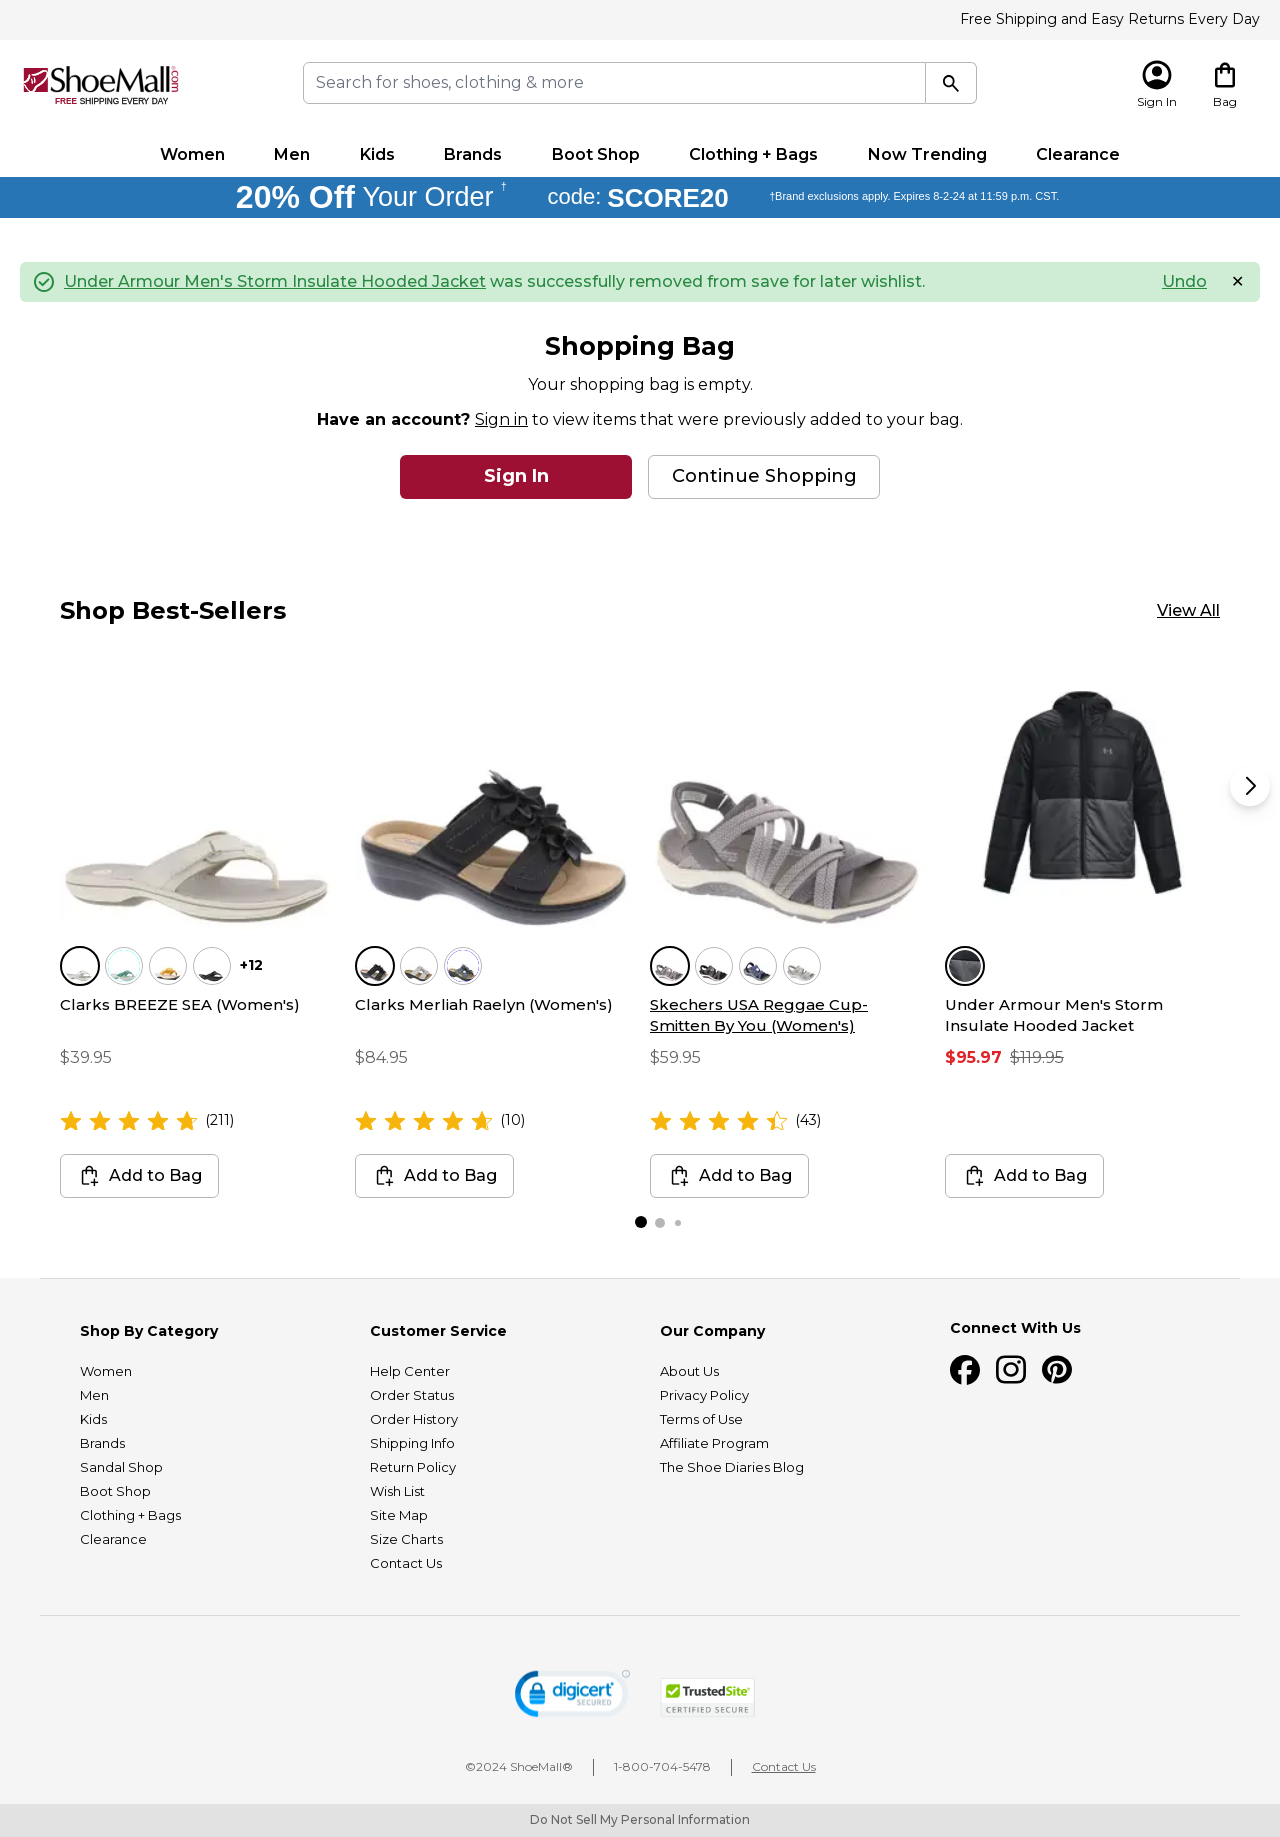 Free Shipping and Easy Returns Every Day
ShoeMall.com
FREE SHIPPING EVERY DAY
Search for shoes, clothing & more
Sign In
Bag
Women Men Kids Brands Boot Shop Clothing + Bags Now Trending Clearance
20% Off Your Order † code: SCORE20 †Brand exclusions apply. Expires 8-2-24 at 11:59 p.m. CST.
Under Armour Men's Storm Insulate Hooded Jacket was successfully removed from save for later wishlist. Undo
Shopping Bag
Your shopping bag is empty.
Have an account? Sign in to view items that were previously added to your bag.
Sign In
Continue Shopping
Shop Best-Sellers
View All
+12
Clarks BREEZE SEA (Women's)
$39.95
(211)
Add to Bag
Clarks Merliah Raelyn (Women's)
$84.95
(10)
Add to Bag
Skechers USA Reggae Cup-
Smitten By You (Women's)
$59.95
(43)
Add to Bag
Under Armour Men's Storm
Insulate Hooded Jacket
$95.97 $119.95
Add to Bag
Shop By Category
Women
Men
Kids
Brands
Sandal Shop
Boot Shop
Clothing + Bags
Clearance
Customer Service
Help Center
Order Status
Order History
Shipping Info
Return Policy
Wish List
Site Map
Size Charts
Contact Us
Our Company
About Us
Privacy Policy
Terms of Use
Affiliate Program
The Shoe Diaries Blog
Connect With Us
digicert
SECURED
TrustedSite
CERTIFIED SECURE
©2024 ShoeMall®
1-800-704-5478
Contact Us
Do Not Sell My Personal Information